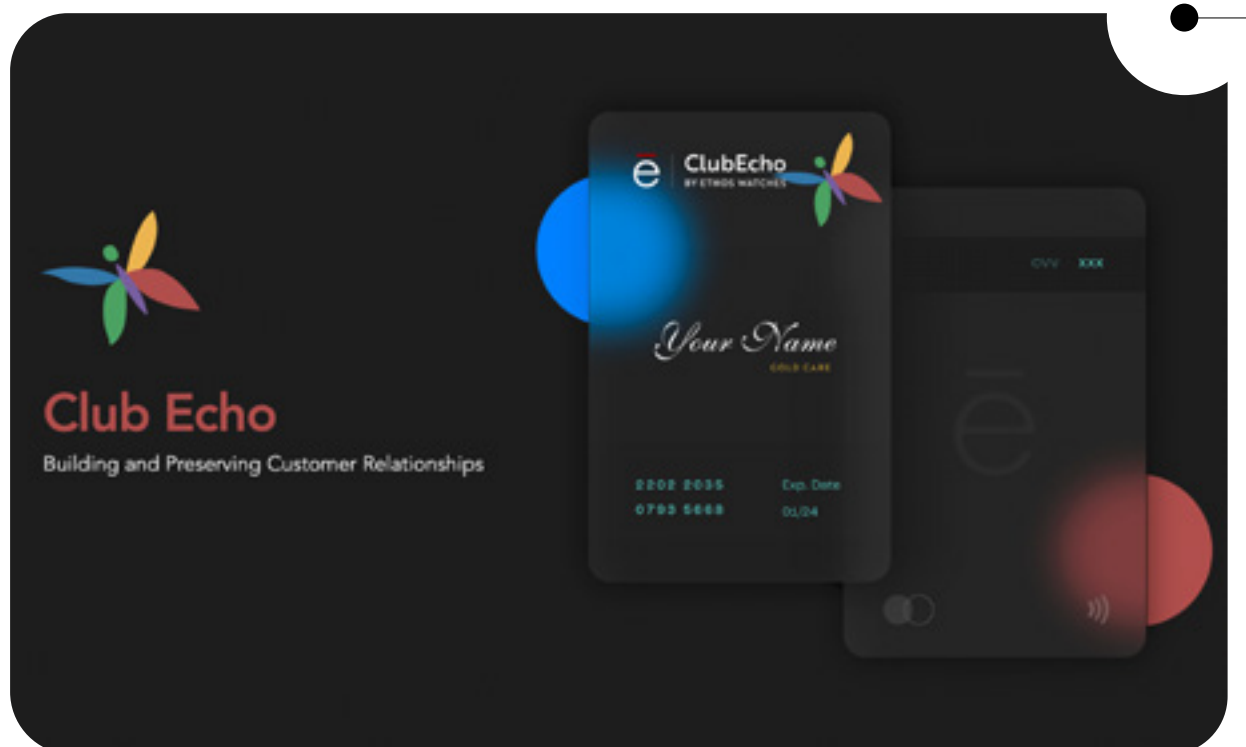 Club Echo
Building and Preserving Customer Relationships
ē
ClubEcho
BY ETHOS WATCHES
Your Name
GOLD CARE
2202 2035
0793 5668
Exp. Date
01/24
CVV XXX
ē